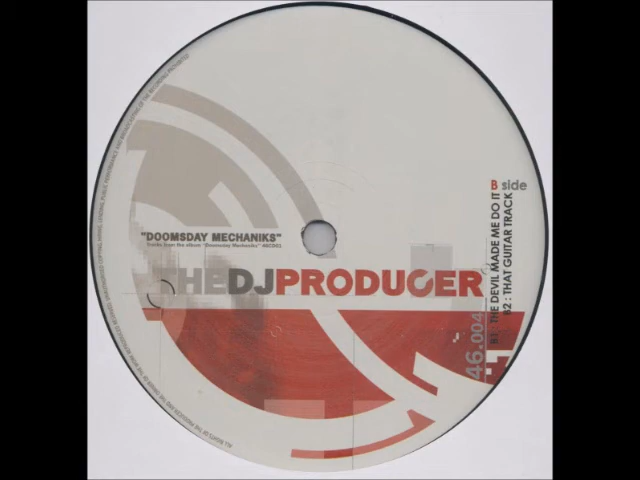 "DOOMSDAY MECHANIKS"
Tracks from the album "Doomsday Mechaniks"
THEDJPRODUCER
B side
B1 : THE DEVIL MADE ME DO IT
B2 : THAT GUITAR TRACK
46.004